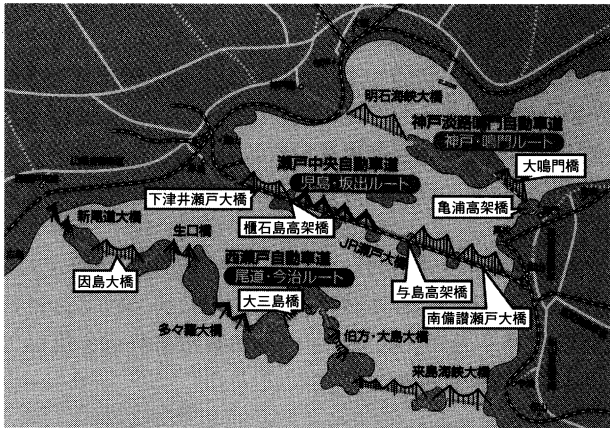 明石海峡大橋
神戸淡路鳴門自動車道
神戸・鳴門ルート
大鳴門橋
瀬戸中央自動車道
児島・坂出ルート
下津井瀬戸大橋
亀浦高架橋
櫃石島高架橋
新尾道大橋
生口橋
西瀬戸自動車道
尾道・今治ルート
JR瀬戸大橋
因島大橋
大三島橋
与島高架橋
南備讃瀬戸大橋
多々羅大橋
伯方・大島大橋
来島海峡大橋